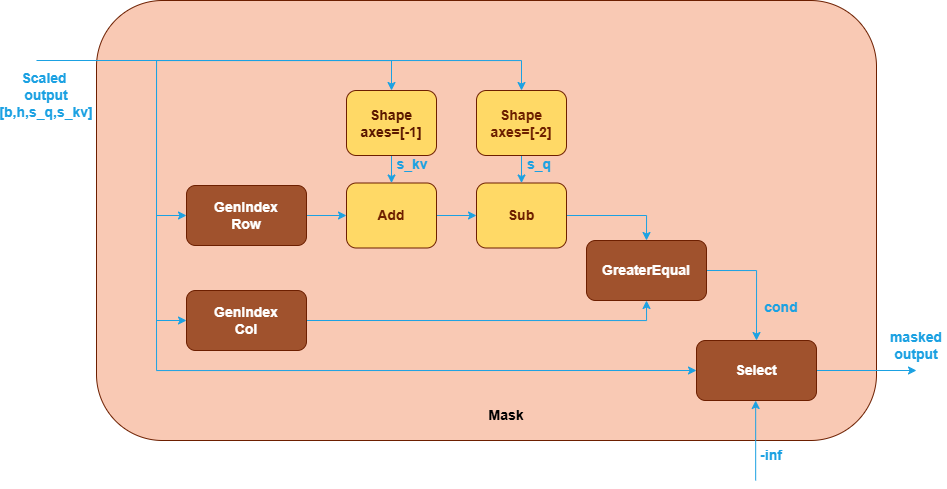 Scaled
output
[b,h,s_q,s_kv]
Shape
axes=[-1]
Shape
axes=[-2]
s_kv
s_q
GenIndex
Row
Add
Sub
GreaterEqual
GenIndex
Col
cond
masked
output
Select
Mask
-inf